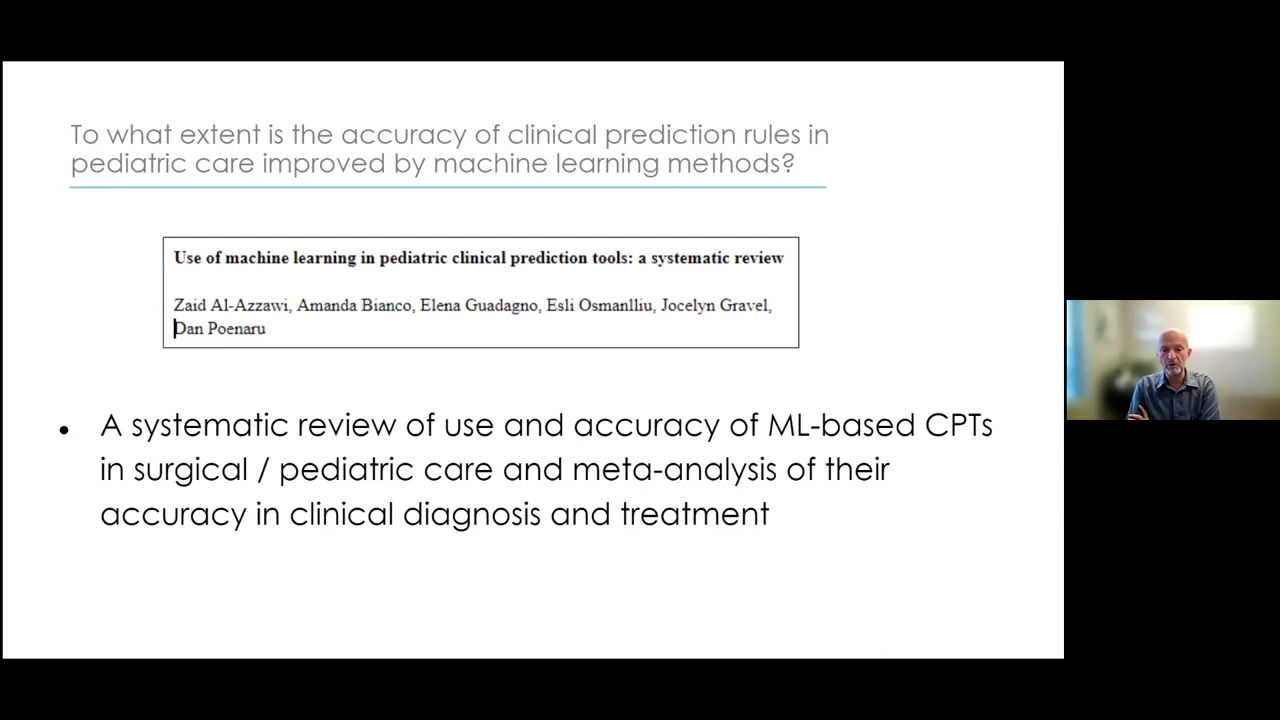 To what extent is the accuracy of clinical prediction rules in
pediatric care improved by machine learning methods?
Use of machine learning in pediatric clinical prediction tools: a systematic review
Zaid Al-Azzawi, Amanda Bianco, Elena Guadagno, Esli Osmanlliu, Jocelyn Gravel,
Dan Poenaru
• A systematic review of use and accuracy of ML-based CPTs
in surgical / pediatric care and meta-analysis of their
accuracy in clinical diagnosis and treatment